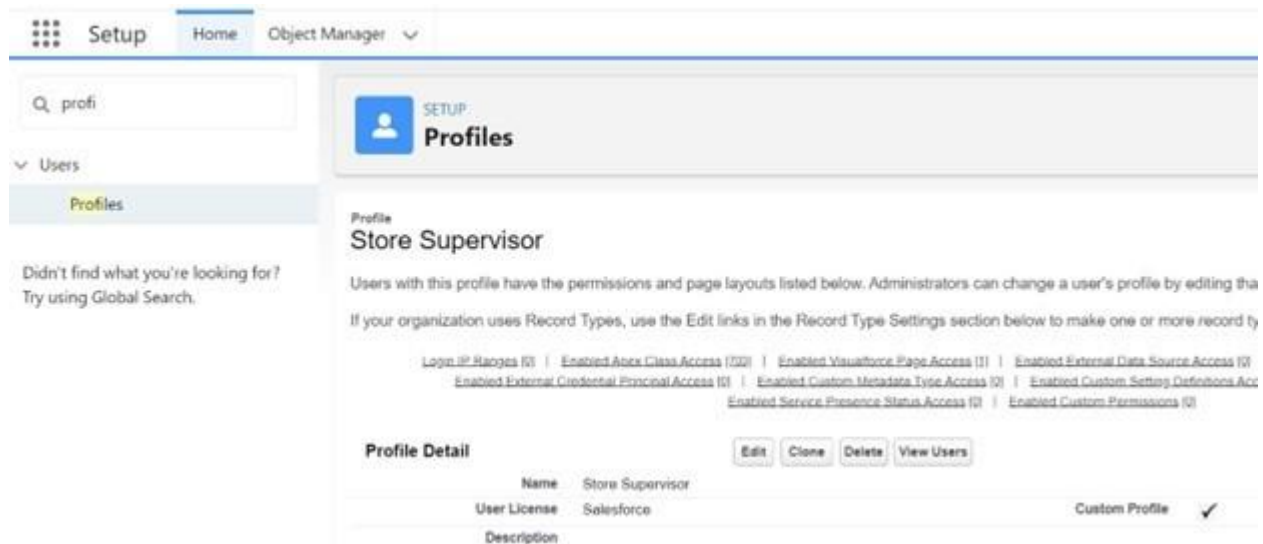 Setup Home Object Manager
profi
SETUP
Profiles
Users
Profiles
Didn't find what you're looking for?
Try using Global Search.
Profile
Store Supervisor
Users with this profile have the permissions and page layouts listed below. Administrators can change a user's profile by editing tha
If your organization uses Record Types, use the Edit links in the Record Type Settings section below to make one or more record ty
Login IP Ranges [0] | Enabled Apex Class Access [] | Enabled Visualforce Page Access [1] | Enabled External Data Source Access [0]
Enabled External Credential Principal Access [0] | Enabled Custom Metadata Type Access [0] | Enabled Custom Setting Definitions Acc
Enabled Service Presence Status Access [0] | Enabled Custom Permissions [0]
Profile Detail Edit Clone Delete View Users
Name Store Supervisor
User License Salesforce Custom Profile ✓
Description